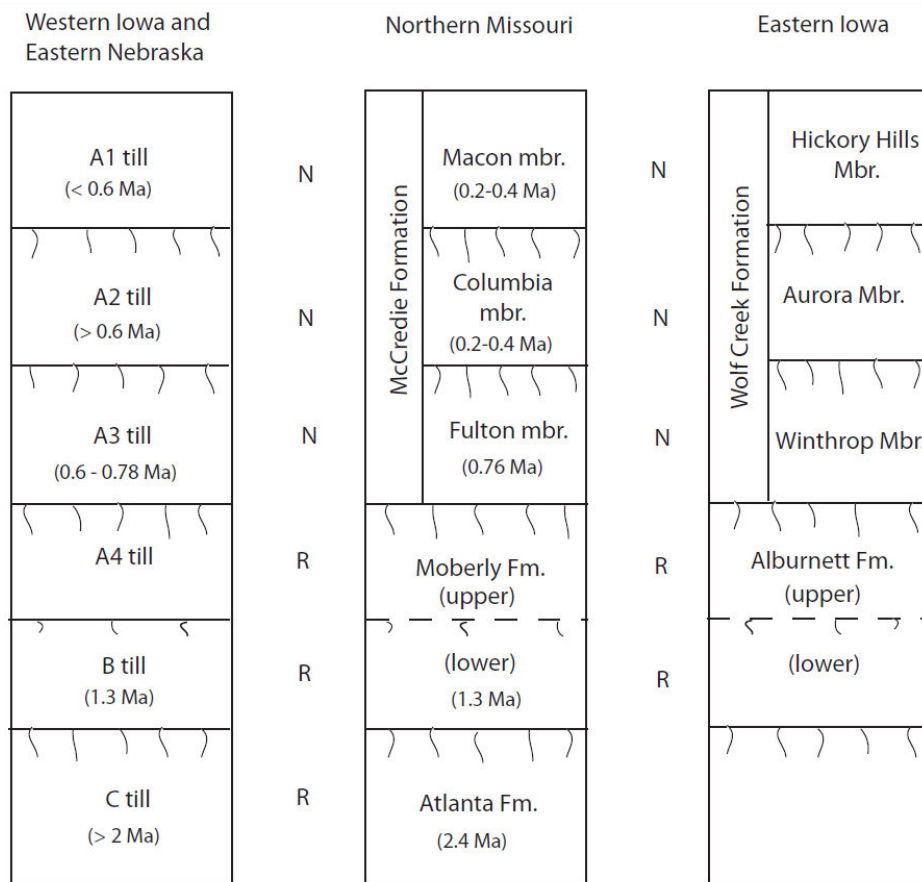 Western Iowa and
Eastern Nebraska
Northern Missouri
Eastern Iowa
A1 till
(< 0.6 Ma)
N
McCredie Formation
Macon mbr.
(0.2-0.4 Ma)
N
Wolf Creek Formation
Hickory Hills
Mbr.
A2 till
(> 0.6 Ma)
N
Columbia
mbr.
(0.2-0.4 Ma)
N
Aurora Mbr.
A3 till
(0.6 - 0.78 Ma)
N
Fulton mbr.
(0.76 Ma)
N
Winthrop Mbr.
A4 till
R
Moberly Fm.
(upper)
R
Alburnett Fm.
(upper)
B till
(1.3 Ma)
R
(lower)
(1.3 Ma)
R
(lower)
C till
(> 2 Ma)
R
Atlanta Fm.
(2.4 Ma)